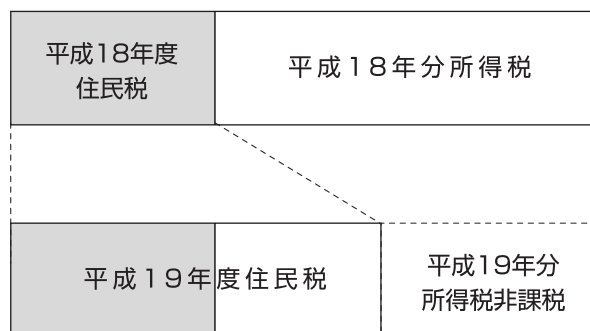 平成18年度
住民税
平成18年分所得税
平成19年度住民税
平成19年分
所得税非課税